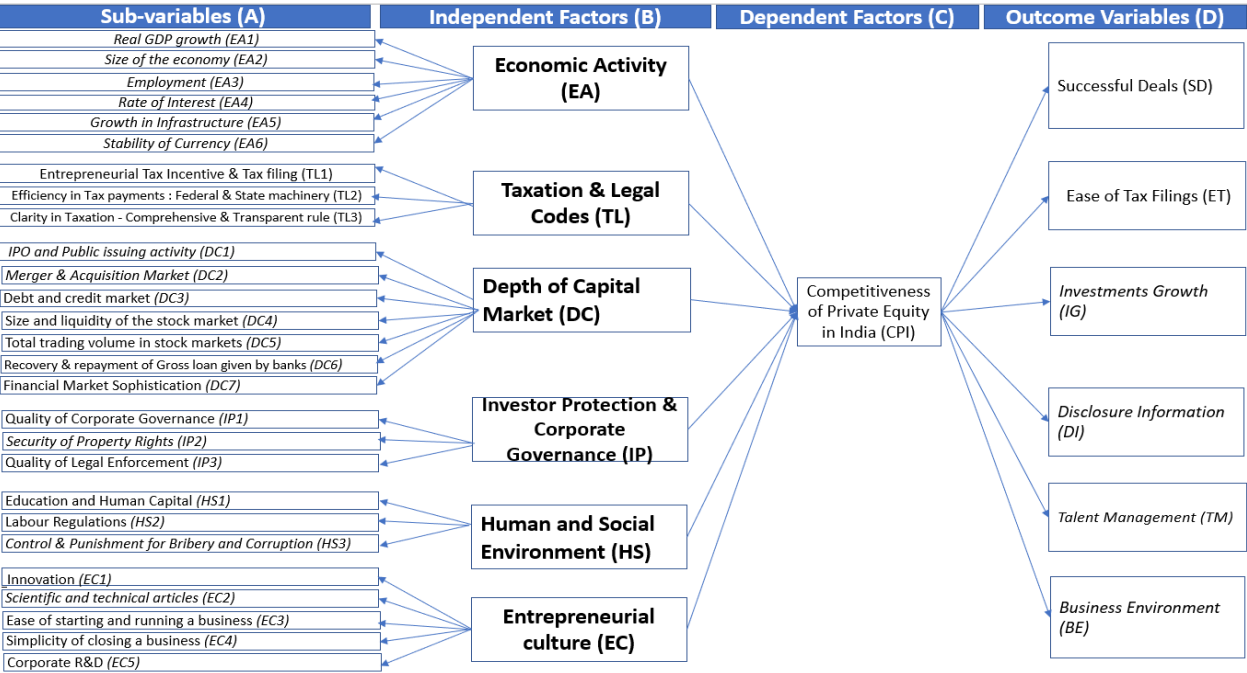 Sub-variables (A)
Independent Factors (B)
Dependent Factors (C)
Outcome Variables (D)
Real GDP growth (EA1)
Size of the economy (EA2)
Employment (EA3)
Rate of Interest (EA4)
Growth in Infrastructure (EA5)
Stability of Currency (EA6)
Entrepreneurial Tax Incentive & Tax filing (TL1)
Efficiency in Tax payments : Federal & State machinery (TL2)
Clarity in Taxation - Comprehensive & Transparent rule (TL3)
IPO and Public issuing activity (DC1)
Merger & Acquisition Market (DC2)
Debt and credit market (DC3)
Size and liquidity of the stock market (DC4)
Total trading volume in stock markets (DC5)
Recovery & repayment of Gross loan given by banks (DC6)
Financial Market Sophistication (DC7)
Quality of Corporate Governance (IP1)
Security of Property Rights (IP2)
Quality of Legal Enforcement (IP3)
Education and Human Capital (HS1)
Labour Regulations (HS2)
Control & Punishment for Bribery and Corruption (HS3)
Innovation (EC1)
Scientific and technical articles (EC2)
Ease of starting and running a business (EC3)
Simplicity of closing a business (EC4)
Corporate R&D (EC5)
Economic Activity
(EA)
Taxation & Legal
Codes (TL)
Depth of Capital
Market (DC)
Investor Protection &
Corporate
Governance (IP)
Human and Social
Environment (HS)
Entrepreneurial
culture (EC)
Competitiveness
of Private Equity
in India (CPI)
Successful Deals (SD)
Ease of Tax Filings (ET)
Investments Growth
(IG)
Disclosure Information
(DI)
Talent Management (TM)
Business Environment
(BE)